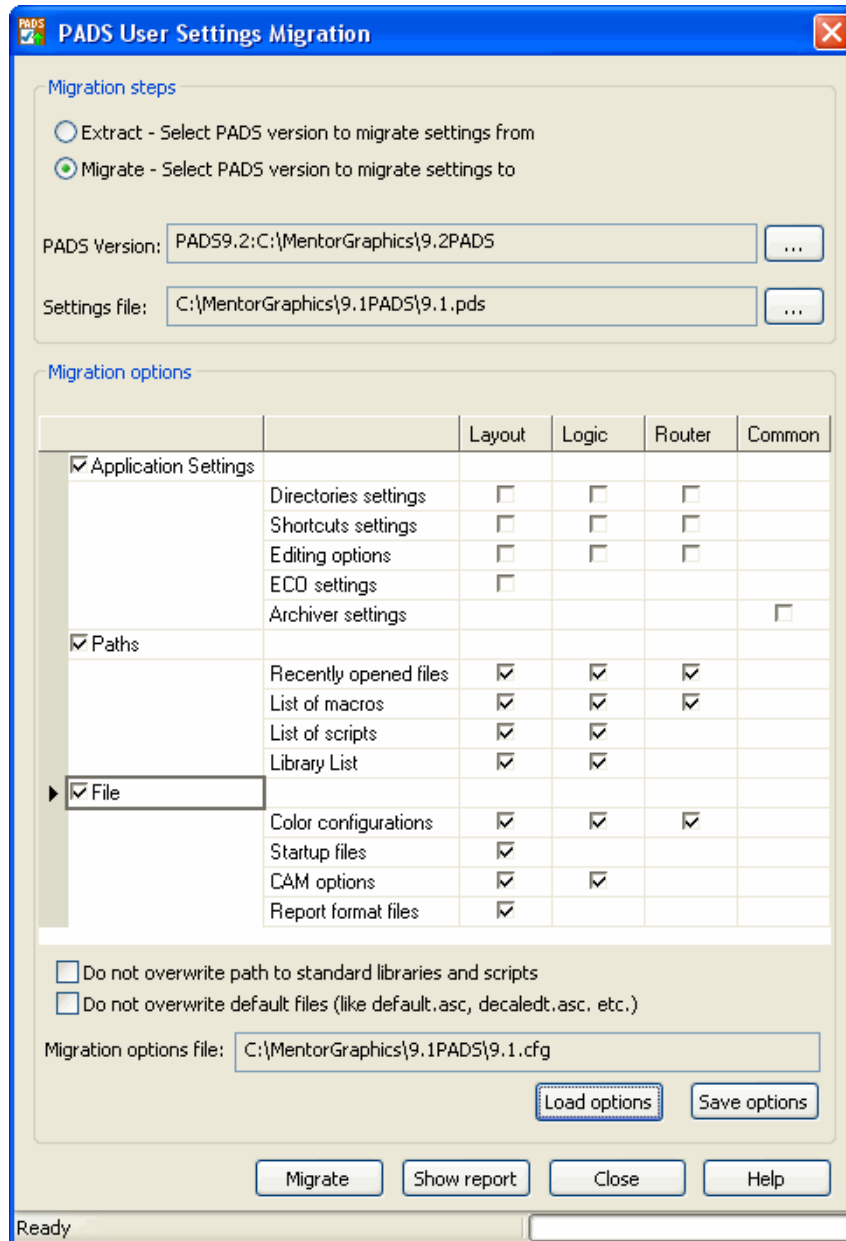 PADS
PADS User Settings Migration
Migration steps
Extract - Select PADS version to migrate settings from
Migrate - Select PADS version to migrate settings to
PADS Version: PADS9.2:C:\MentorGraphics\9.2PADS ...
Settings file: C:\MentorGraphics\9.1PADS\9.1.pds ...
Migration options
Layout Logic Router Common
Application Settings
Directories settings
Shortcuts settings
Editing options
ECO settings
Archiver settings
Paths
Recently opened files
List of macros
List of scripts
Library List
File
Color configurations
Startup files
CAM options
Report format files
Do not overwrite path to standard libraries and scripts
Do not overwrite default files (like default.asc, decaledt.asc. etc.)
Migration options file: C:\MentorGraphics\9.1PADS\9.1.cfg
Load options Save options
Migrate Show report Close Help
Ready